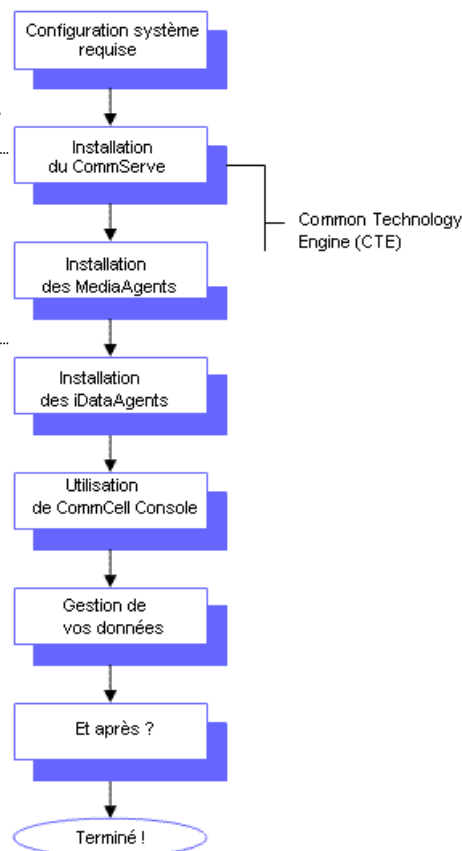 Configuration système
requise
Installation
du CommServe
Common Technology
Engine (CTE)
Installation
des MediaAgents
Installation
des iDataAgents
Utilisation
de CommCell Console
Gestion de
vos données
Et après ?
Terminé !